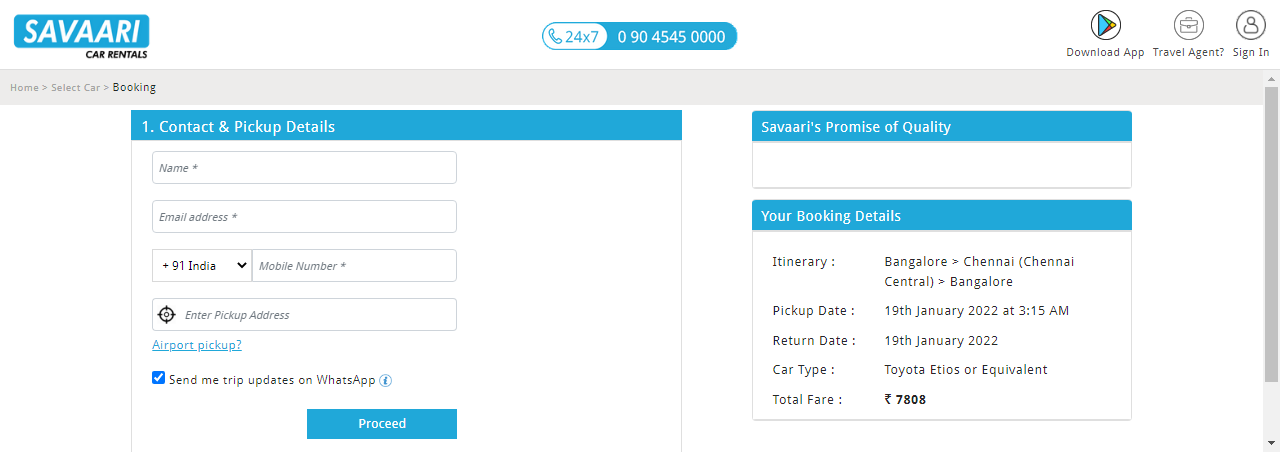 SAVAARI
CAR RENTALS
24x7 0 90 4545 0000
Download App
Travel Agent?
Sign In
Home > Select Car > Booking
1. Contact & Pickup Details
Name *
Email address *
+ 91 India
Mobile Number *
Enter Pickup Address
Airport pickup?
Send me trip updates on WhatsApp i
Proceed
Savaari's Promise of Quality
Your Booking Details
Itinerary : Bangalore > Chennai (Chennai
Central) > Bangalore
Pickup Date : 19th January 2022 at 3:15 AM
Return Date : 19th January 2022
Car Type : Toyota Etios or Equivalent
Total Fare : ₹ 7808